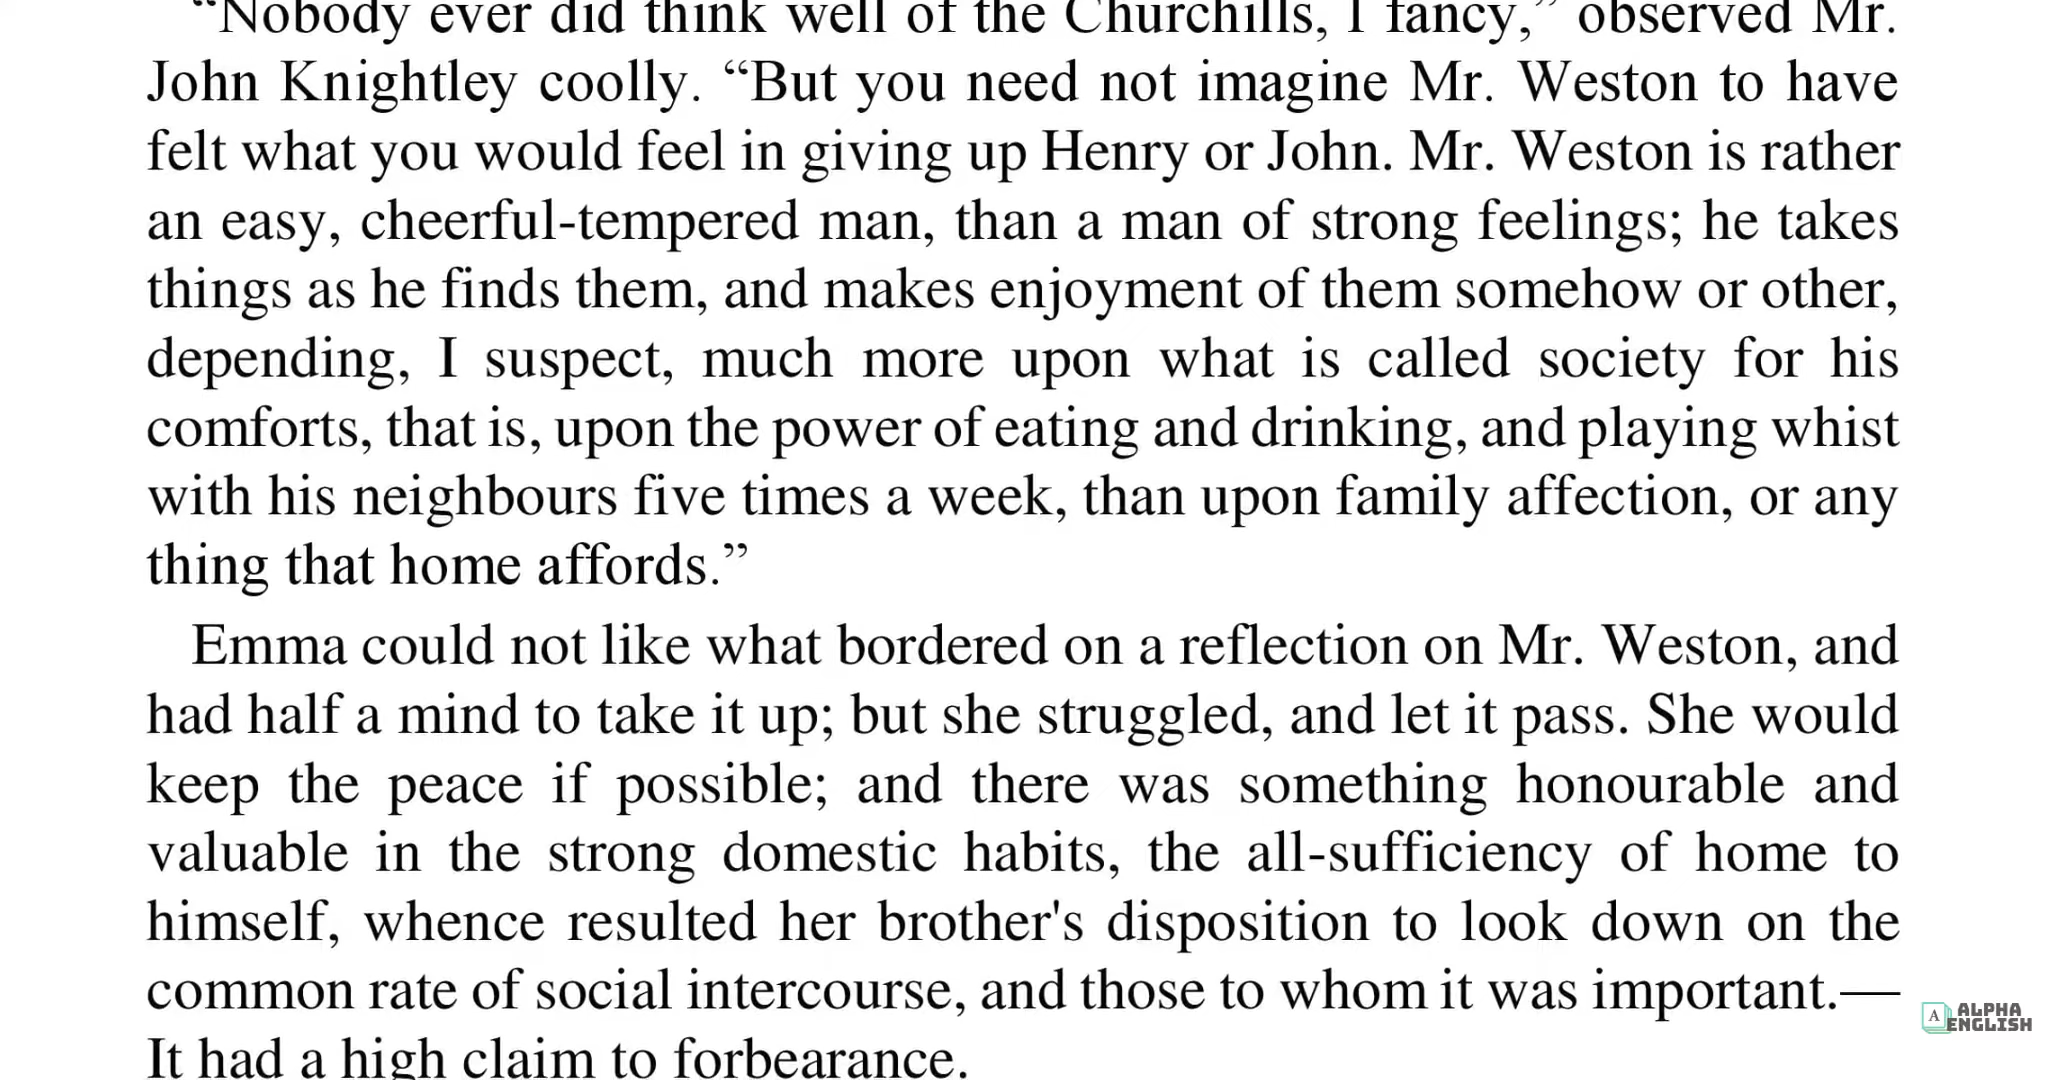 “Nobody ever did think well of the Churchills, I fancy,” observed Mr.
John Knightley coolly. “But you need not imagine Mr. Weston to have
felt what you would feel in giving up Henry or John. Mr. Weston is rather
an easy, cheerful-tempered man, than a man of strong feelings; he takes
things as he finds them, and makes enjoyment of them somehow or other,
depending, I suspect, much more upon what is called society for his
comforts, that is, upon the power of eating and drinking, and playing whist
with his neighbours five times a week, than upon family affection, or any
thing that home affords.”
Emma could not like what bordered on a reflection on Mr. Weston, and
had half a mind to take it up; but she struggled, and let it pass. She would
keep the peace if possible; and there was something honourable and
valuable in the strong domestic habits, the all-sufficiency of home to
himself, whence resulted her brother's disposition to look down on the
common rate of social intercourse, and those to whom it was important.—
It had a high claim to forbearance.
A ALPHA
ENGLISH